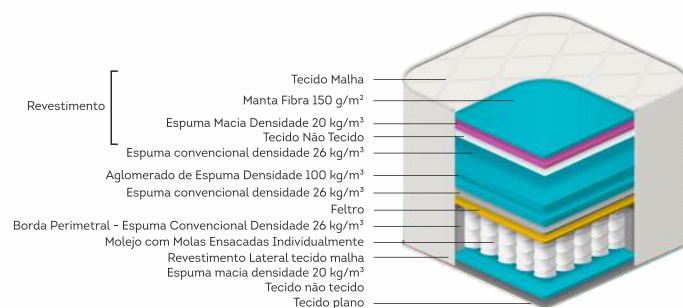 Tecido Malha
Manta Fibra 150 g/m²
Revestimento
Espuma Macia Densidade 20 kg/m³
Tecido Não Tecido
Espuma convencional densidade 26 kg/m³
Aglomerado de Espuma Densidade 100 kg/m³
Espuma convencional densidade 26 kg/m³
Feltro
Borda Perimetral - Espuma Convencional Densidade 26 kg/m³
Molejo com Molas Ensacadas Individualmente
Revestimento Lateral tecido malha
Espuma macia densidade 20 kg/m³
Tecido não tecido
Tecido plano